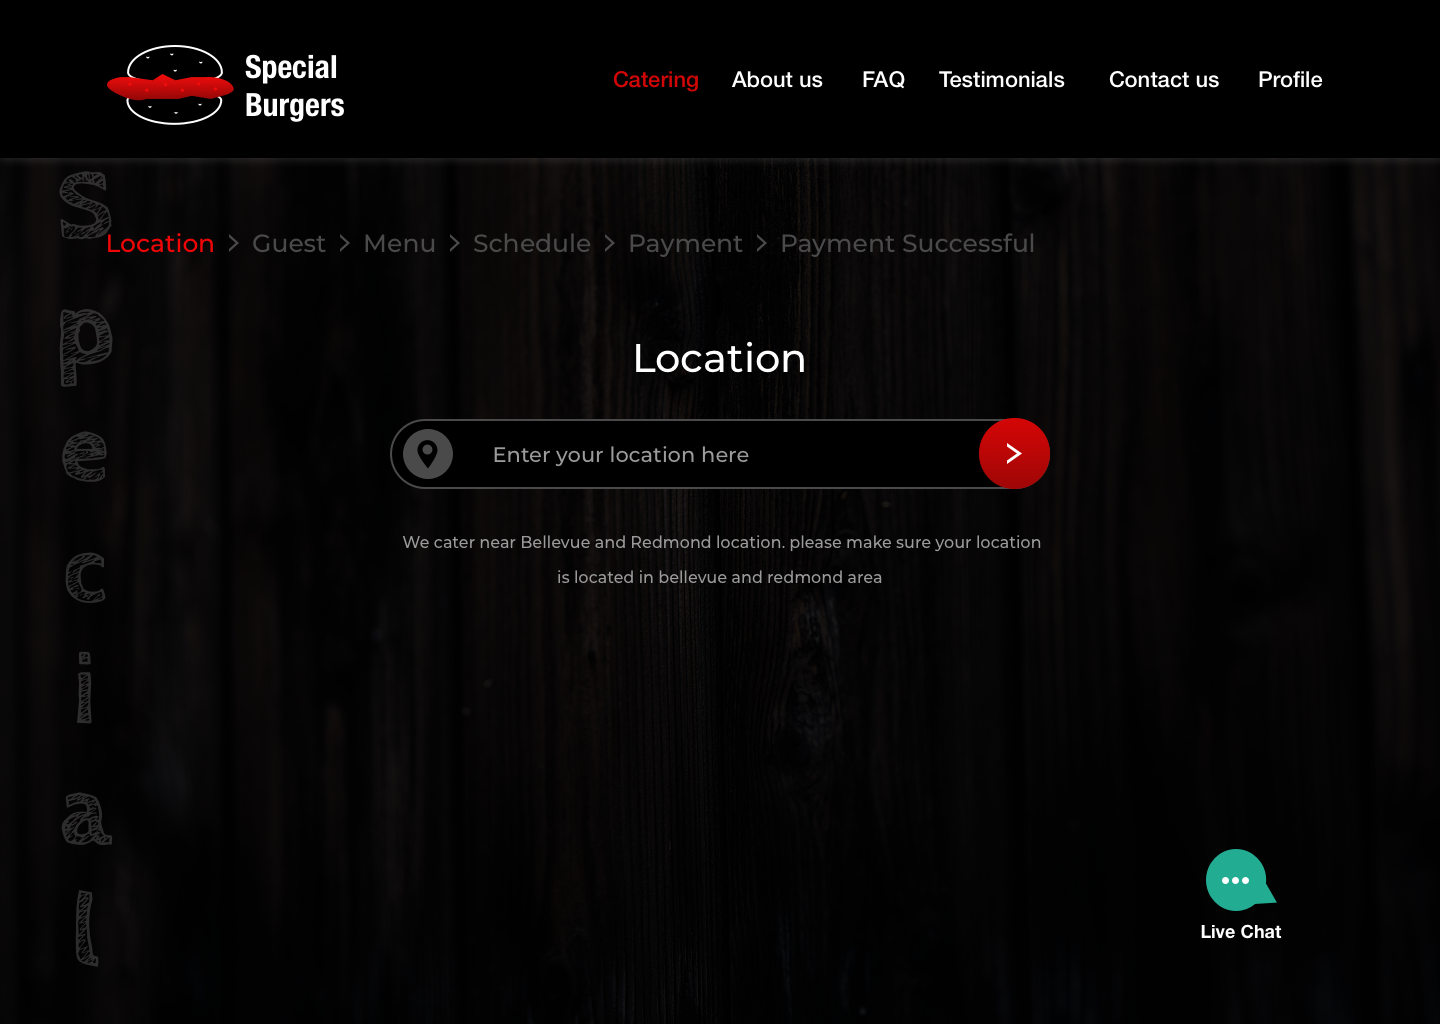 Special
Burgers
Catering About us FAQ Testimonials Contact us Profile
Location > Guest > Menu > Schedule > Payment > Payment Successful
Special
Location
Enter your location here
We cater near Bellevue and Redmond location. please make sure your location
is located in bellevue and redmond area
Live Chat